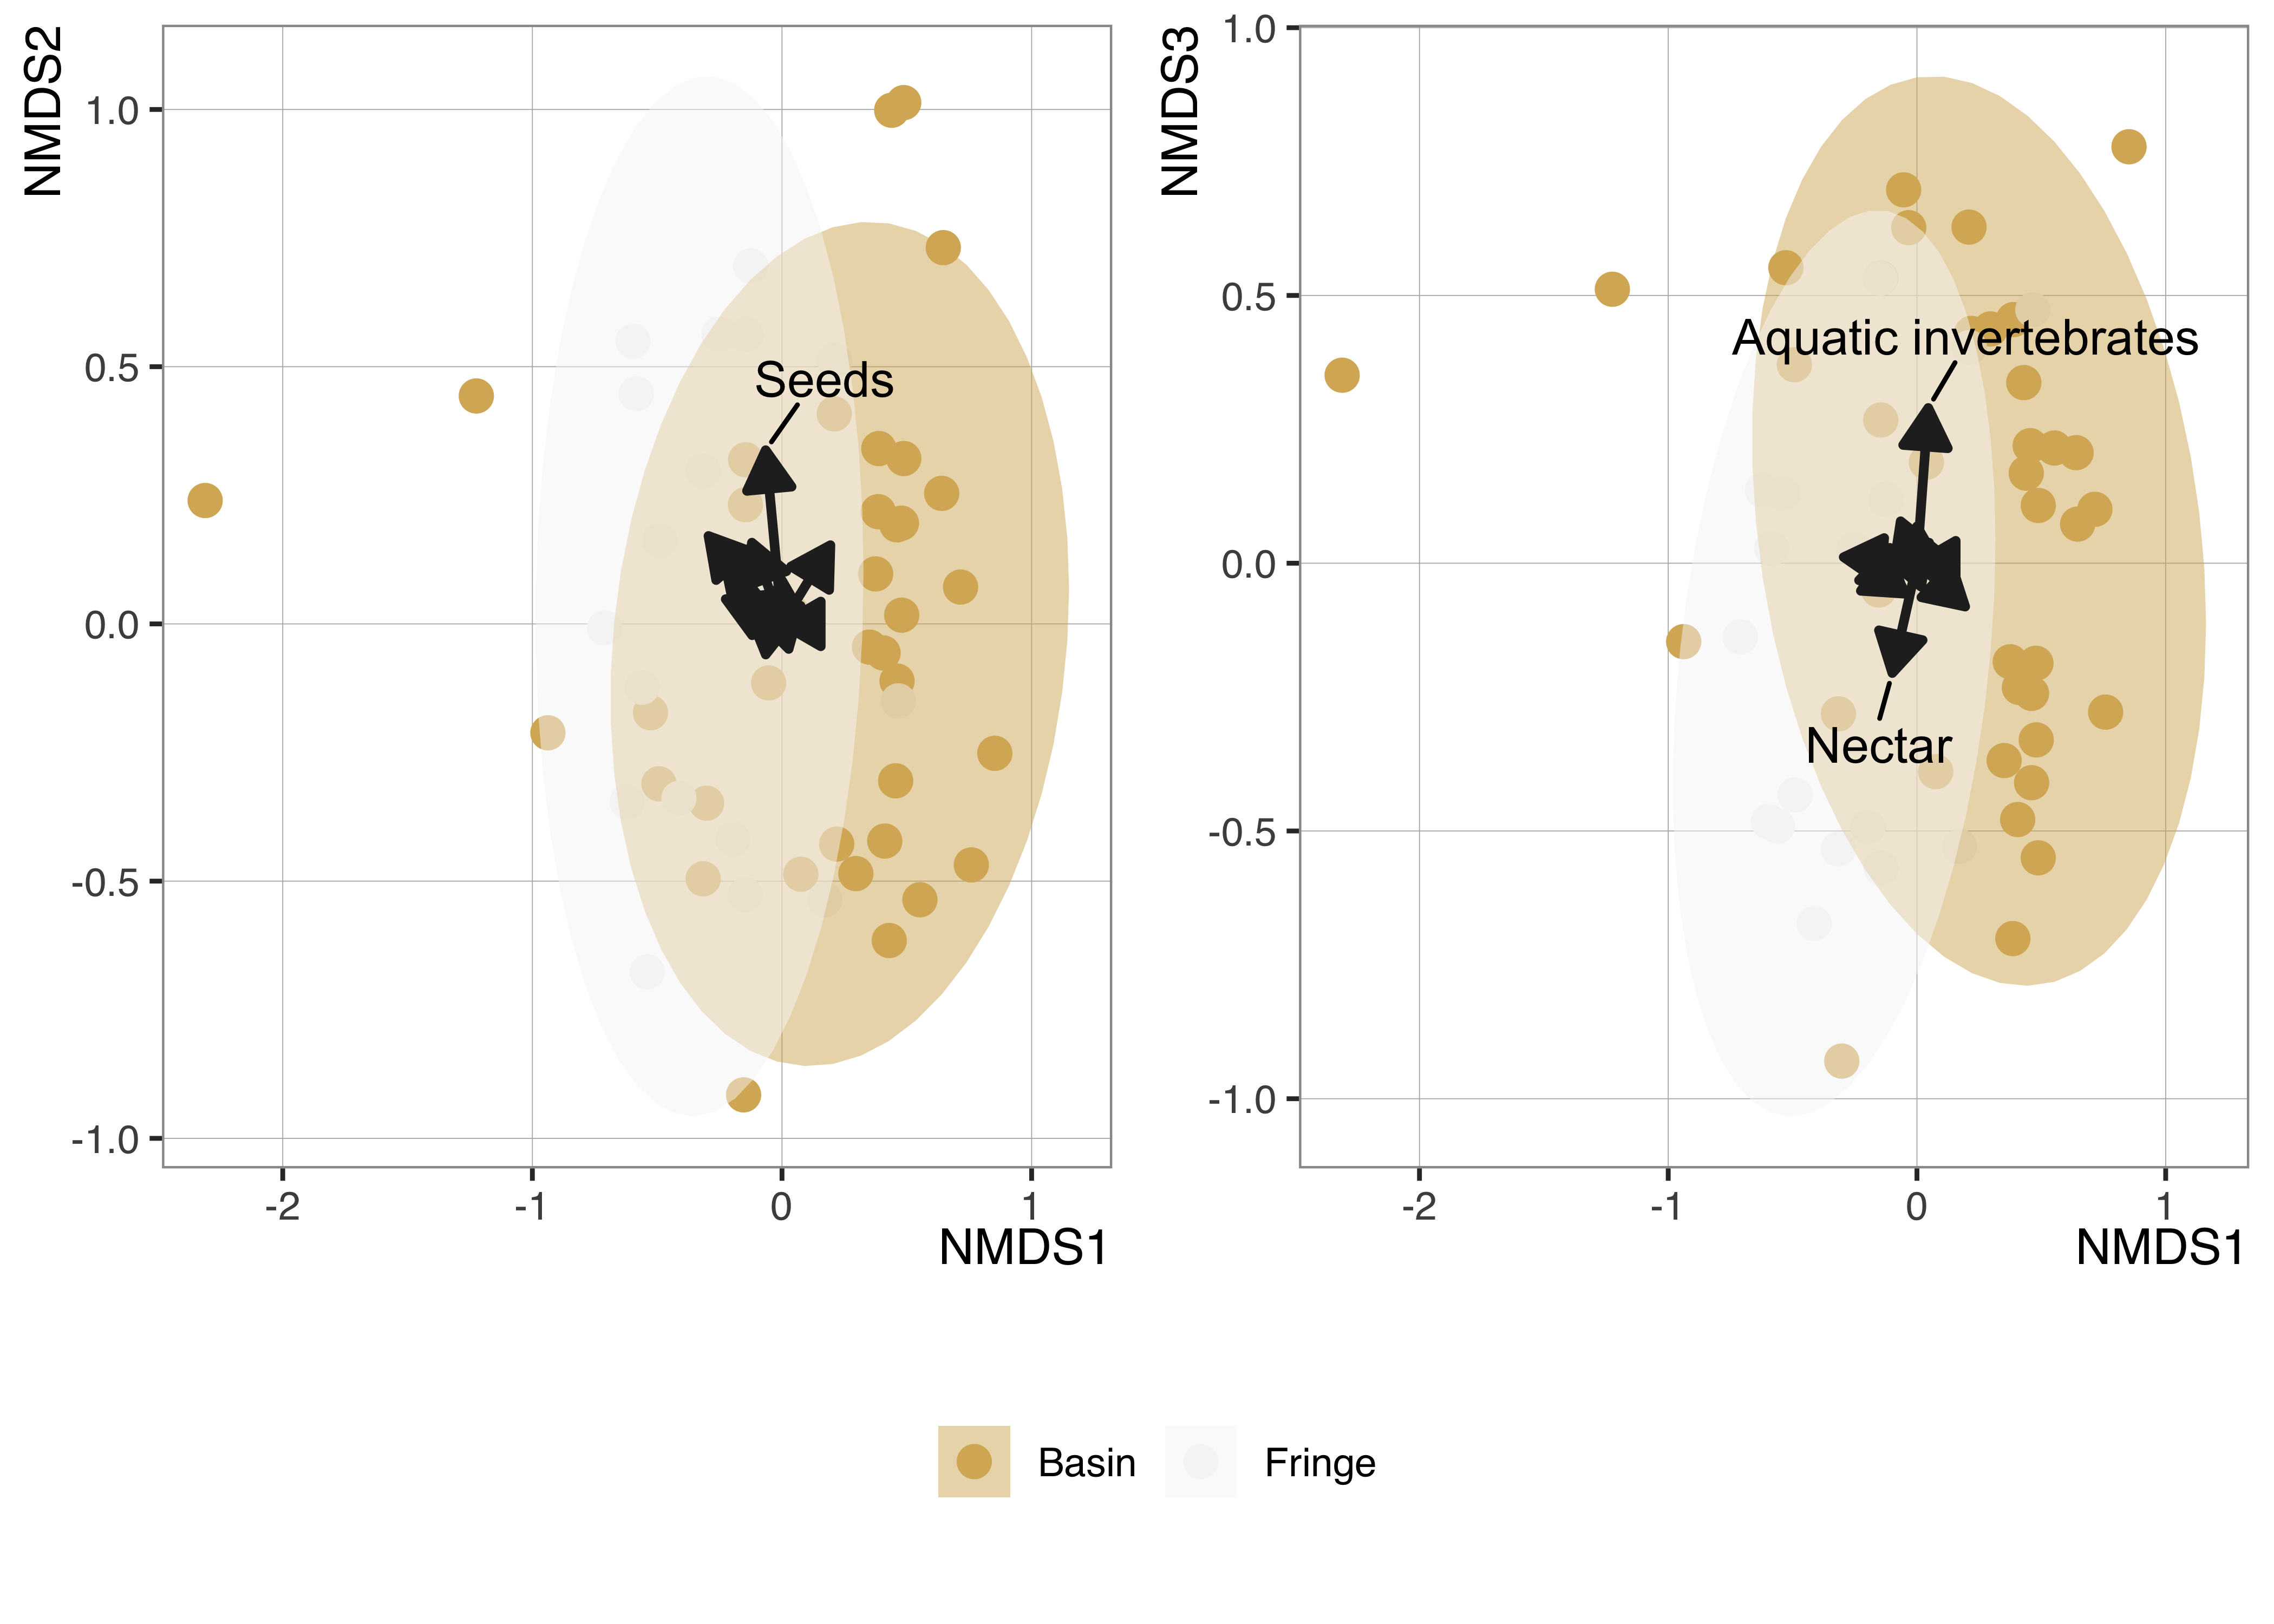 NMDS2
1.0
0.5
0.0
-0.5
-1.0
Seeds
-2
-1
0
1
NMDS1
NMDS3
1.0
0.5
0.0
-0.5
-1.0
Aquatic invertebrates
Nectar
-2
-1
0
1
NMDS1
Basin
Fringe